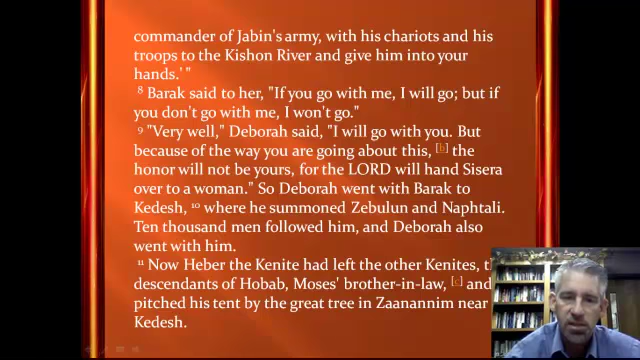 commander of Jabin's army, with his chariots and his
troops to the Kishon River and give him into your
hands.' "
8 Barak said to her, "If you go with me, I will go; but if
you don't go with me, I won't go."
9 "Very well," Deborah said, "I will go with you. But
because of the way you are going about this, [b] the
honor will not be yours, for the LORD will hand Sisera
over to a woman." So Deborah went with Barak to
Kedesh, 10 where he summoned Zebulun and Naphtali.
Ten thousand men followed him, and Deborah also
went with him.
11 Now Heber the Kenite had left the other Kenites, t
descendants of Hobab, Moses' brother-in-law, [c] and
pitched his tent by the great tree in Zaanannim near
Kedesh.